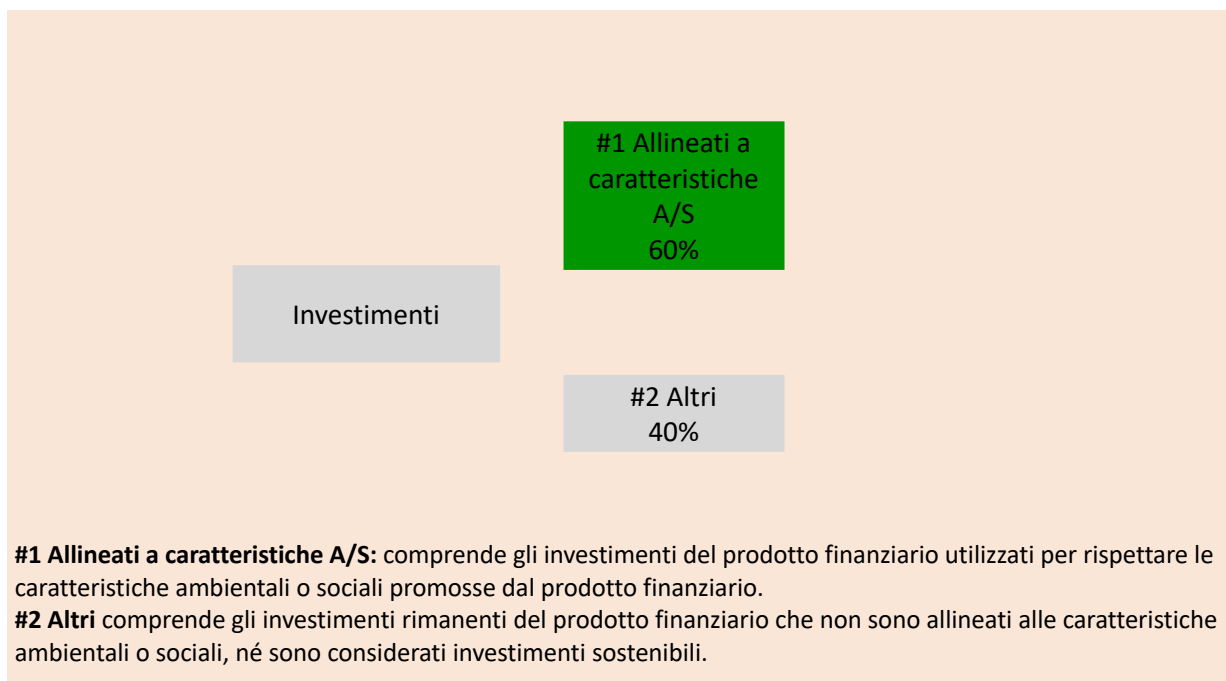 #1 Allineati a
caratteristiche
A/S
60%
Investimenti
#2 Altri
40%
#1 Allineati a caratteristiche A/S: comprende gli investimenti del prodotto finanziario utilizzati per rispettare le
caratteristiche ambientali o sociali promosse dal prodotto finanziario.
#2 Altri comprende gli investimenti rimanenti del prodotto finanziario che non sono allineati alle caratteristiche
ambientali o sociali, né sono considerati investimenti sostenibili.